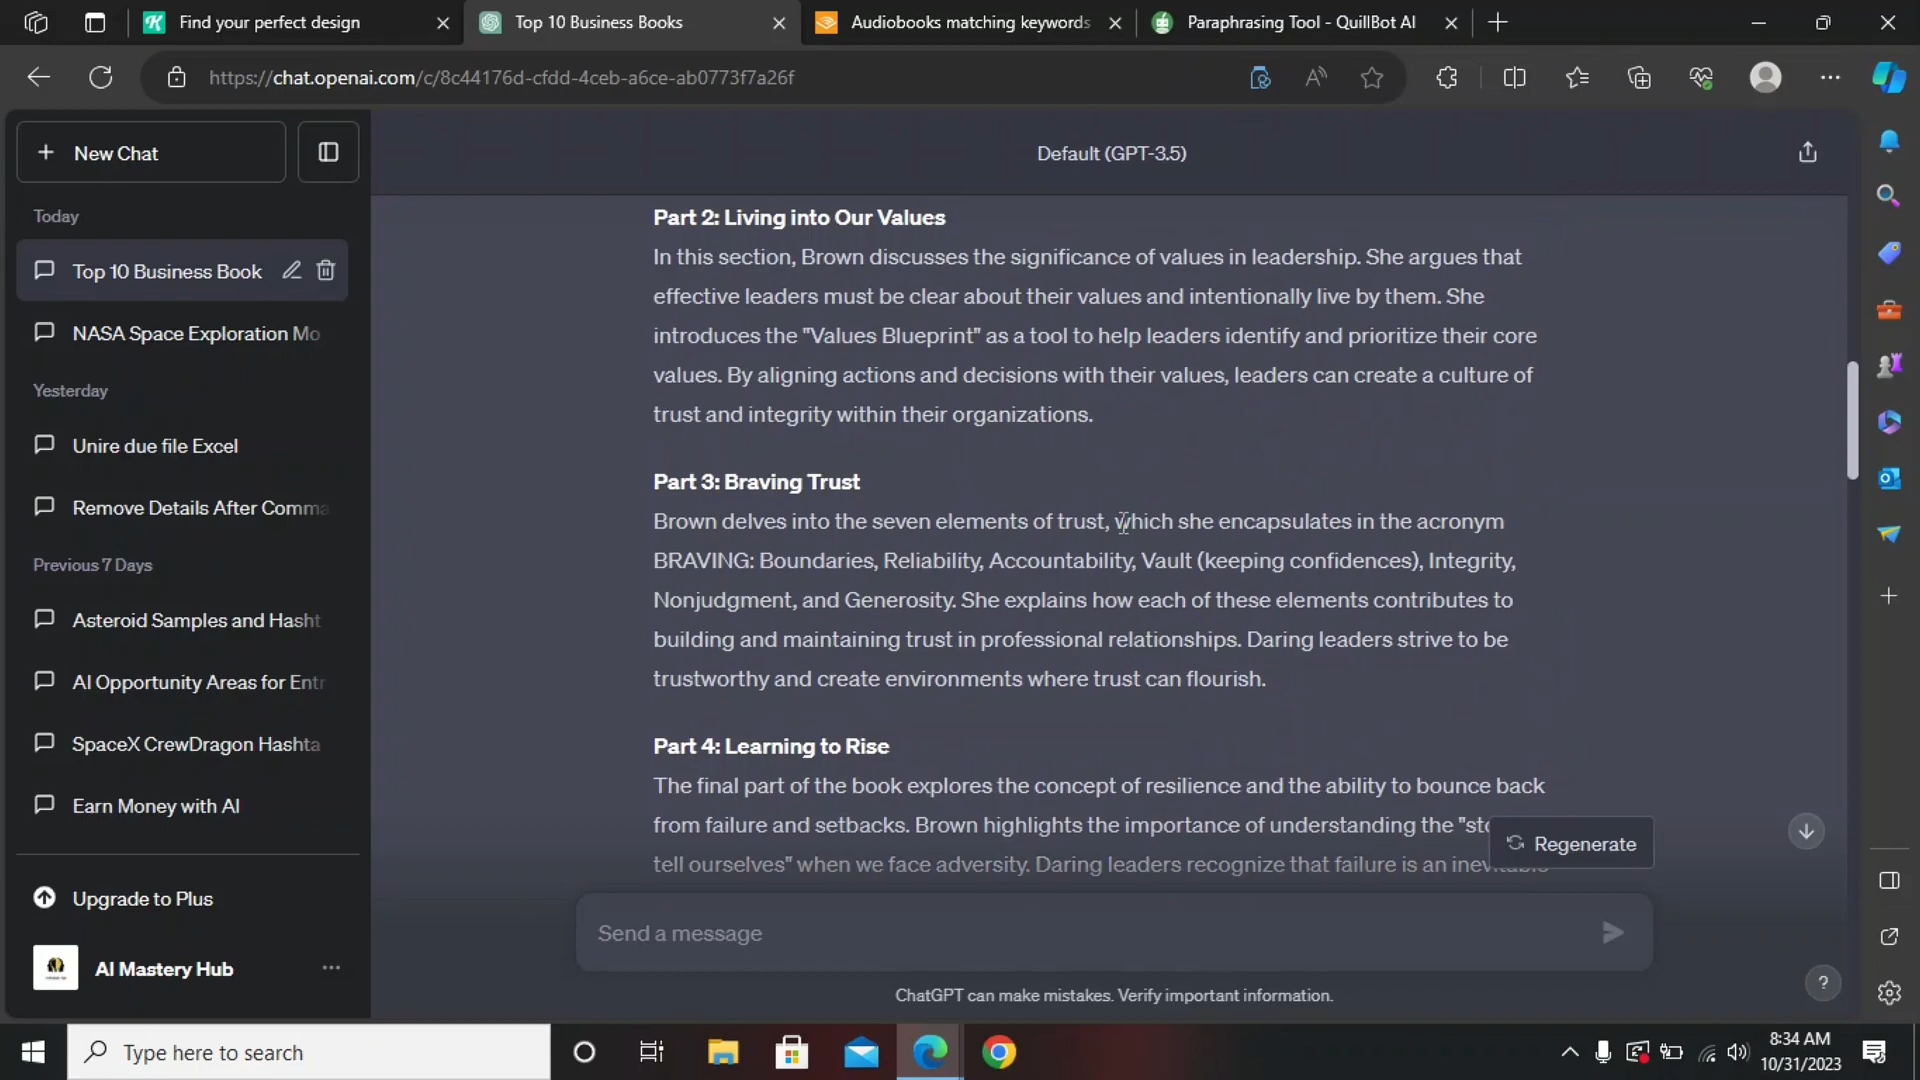 Find your perfect design
Top 10 Business Books
Audiobooks matching keywords
Paraphrasing Tool - QuillBot AI
https://chat.openai.com/c/8c44176d-cfdd-4ceb-a6ce-ab0773f7a26f
New Chat
Today
Top 10 Business Book
NASA Space Exploration Mo
Yesterday
Unire due file Excel
Remove Details After Comma
Previous 7 Days
Asteroid Samples and Hasht
AI Opportunity Areas for Entr
SpaceX CrewDragon Hashta
Earn Money with AI
Upgrade to Plus
AI Mastery Hub
Default (GPT-3.5)
Part 2: Living into Our Values
In this section, Brown discusses the significance of values in leadership. She argues that
effective leaders must be clear about their values and intentionally live by them. She
introduces the "Values Blueprint" as a tool to help leaders identify and prioritize their core
values. By aligning actions and decisions with their values, leaders can create a culture of
trust and integrity within their organizations.
Part 3: Braving Trust
Brown delves into the seven elements of trust, which she encapsulates in the acronym
BRAVING: Boundaries, Reliability, Accountability, Vault (keeping confidences), Integrity,
Nonjudgment, and Generosity. She explains how each of these elements contributes to
building and maintaining trust in professional relationships. Daring leaders strive to be
trustworthy and create environments where trust can flourish.
Part 4: Learning to Rise
The final part of the book explores the concept of resilience and the ability to bounce back
from failure and setbacks. Brown highlights the importance of understanding the
tell ourselves" when we face adversity. Daring leaders recognize that failure is an
Regenerate
Send a message
ChatGPT can make mistakes. Verify important information.
?
Type here to search
8:34 AM
10/31/2023